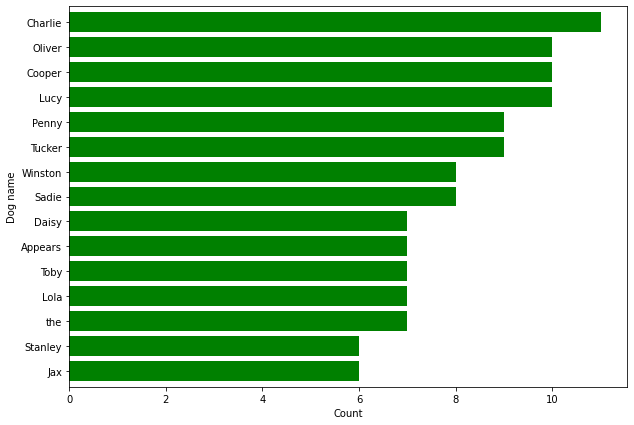 Charlie
Oliver
Cooper
Lucy
Penny
Tucker
Winston
Sadie
Daisy
Appears
Toby
Lola
the
Stanley
Jax
Dog name
0 2 4 6 8 10
Count